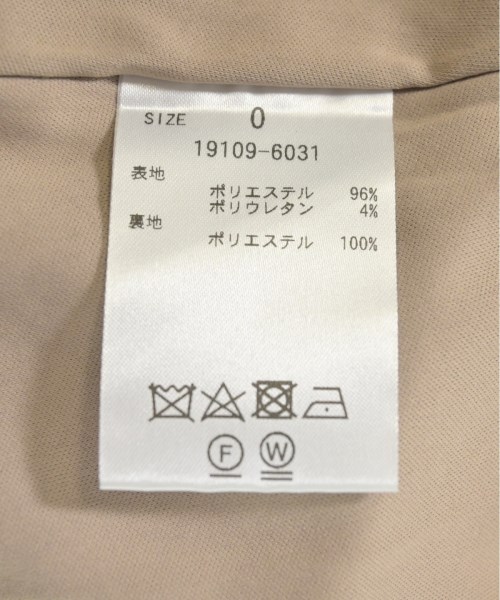 SIZE 0
19109-6031
表地
ポリエステル 96%
ポリウレタン 4%
裏地
ポリエステル 100%
F W